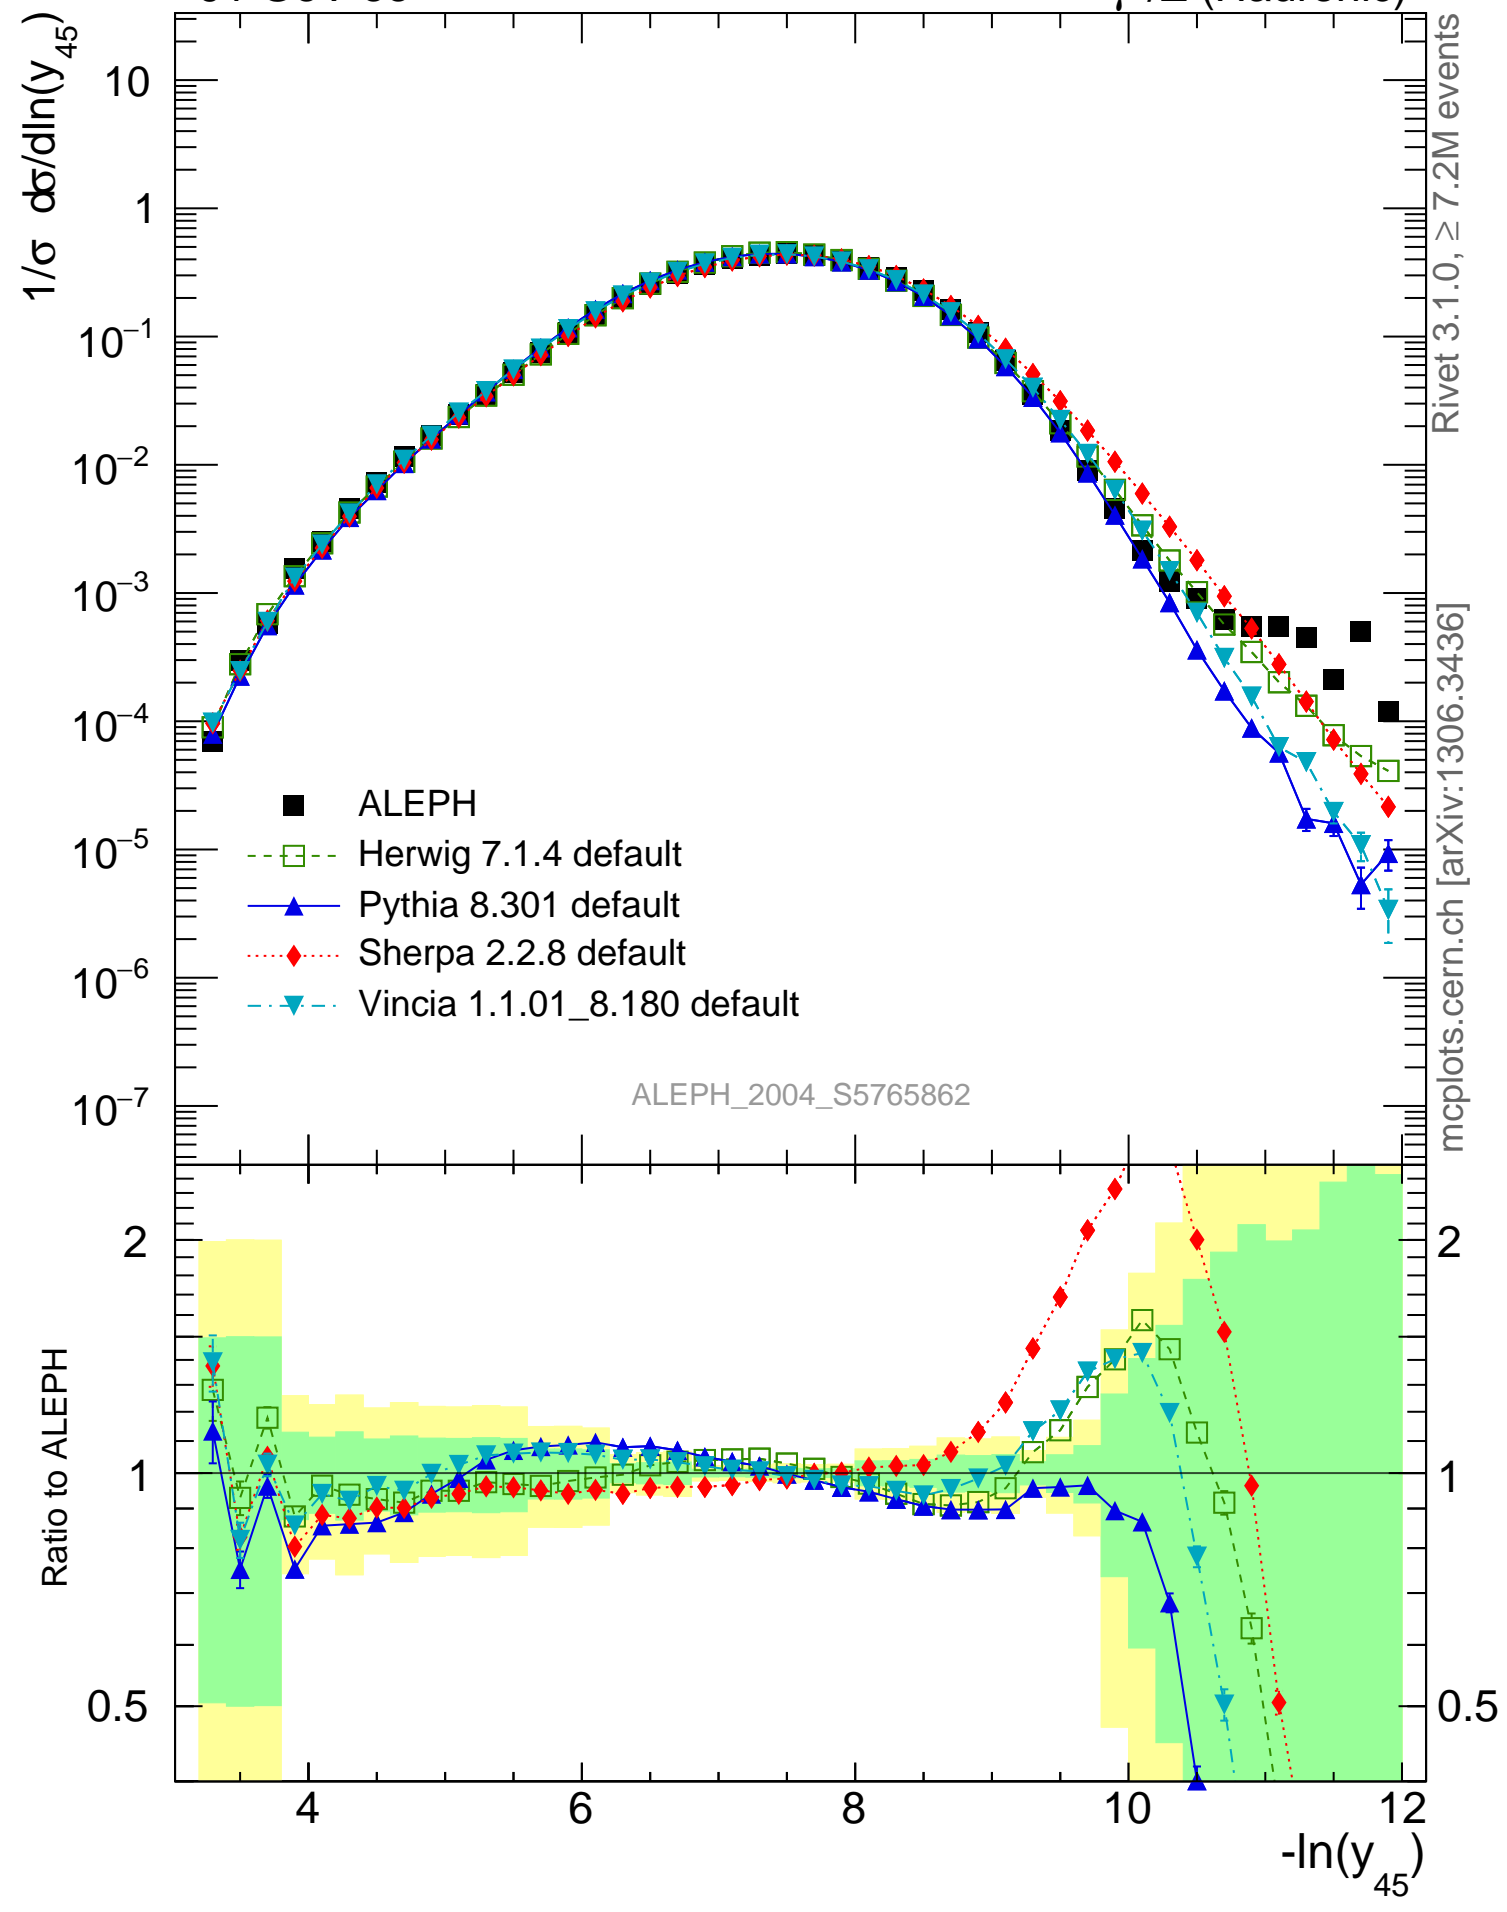 1/σ dσ/dln(y45)
10
1
10−1
10−2
10−3
10−4
10−5
10−6
10−7
ALEPH
Herwig 7.1.4 default
Pythia 8.301 default
Sherpa 2.2.8 default
Vincia 1.1.01_8.180 default
ALEPH_2004_S5765862
Rivet 3.1.0, ≥ 7.2M events
mcplots.cern.ch [arXiv:1306.3436]
Ratio to ALEPH
2
1
0.5
2
1
0.5
4
6
8
10
12
-ln(y45)